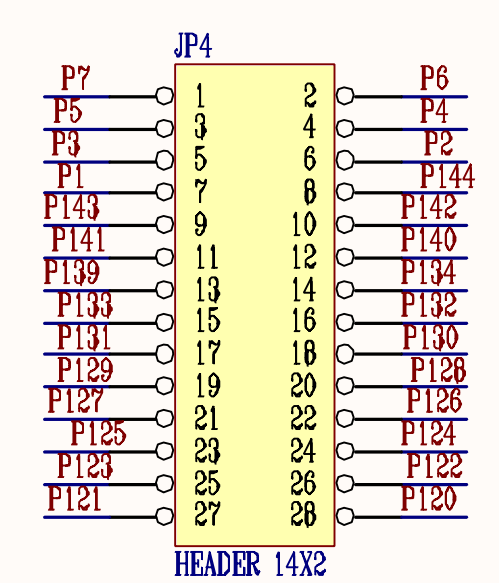 JP4
P7 1 2 P6
P5 3 4 P4
P3 5 6 P2
P1 7 8 P144
P143 9 10 P142
P141 11 12 P140
P139 13 14 P134
P133 15 16 P132
P131 17 18 P130
P129 19 20 P128
P127 21 22 P126
P125 23 24 P124
P123 25 26 P122
P121 27 28 P120
HEADER 14X2